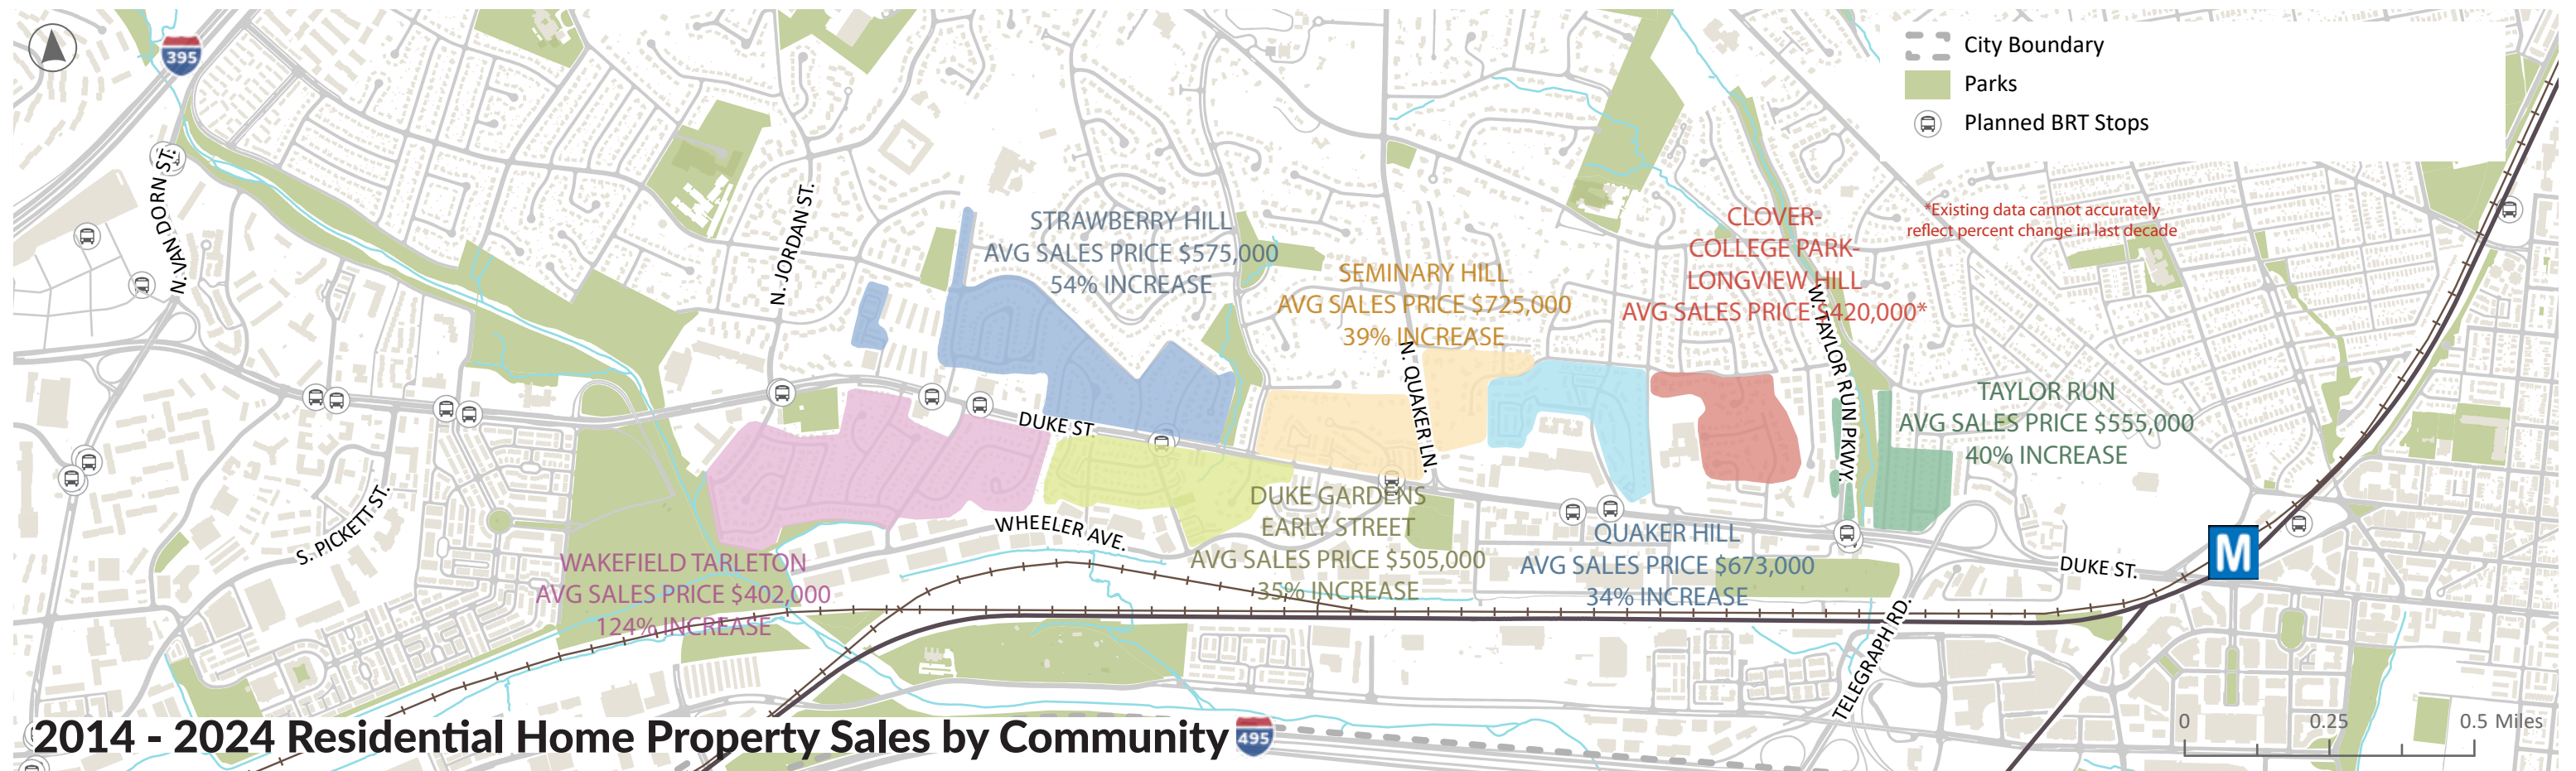 395
City Boundary
Parks
Planned BRT Stops
N. VAN DORN ST.
N. JORDAN ST.
STRAWBERRY HILL
AVG SALES PRICE $575,000
54% INCREASE
SEMINARY HILL
AVG SALES PRICE $725,000
39% INCREASE
CLOVER-
COLLEGE PARK-
LONGVIEW HILL
AVG SALES PRICE $420,000*
*Existing data cannot accurately
reflect percent change in last decade
N. QUAKER LN.
W. TAYLOR RUN PKWY.
TAYLOR RUN
AVG SALES PRICE $555,000
40% INCREASE
DUKE ST.
S. PICKETT ST.
WHEELER AVE.
WAKEFIELD TARLETON
AVG SALES PRICE $402,000
124% INCREASE
DUKE GARDENS
EARLY STREET
AVG SALES PRICE $505,000
35% INCREASE
QUAKER HILL
AVG SALES PRICE $673,000
34% INCREASE
DUKE ST.
M
TELEGRAPH RD.
2014 - 2024 Residential Home Property Sales by Community
495
0 0.25 0.5 Miles